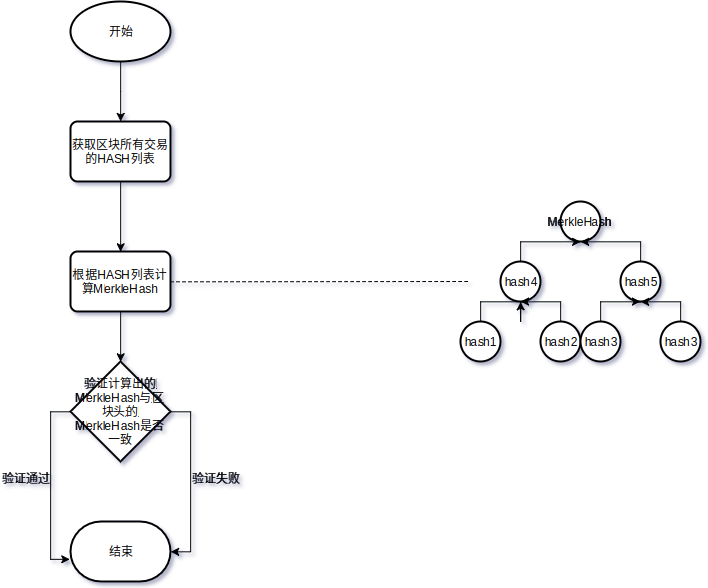 开始
获取区块所有交易
的HASH列表
根据HASH列表计
算MerkleHash
验证计算出的
MerkleHash与区
块头的
MerkleHash是否
一致
验证通过
验证失败
结束
MerkleHash
hash4
hash5
hash1
hash2
hash3
hash3